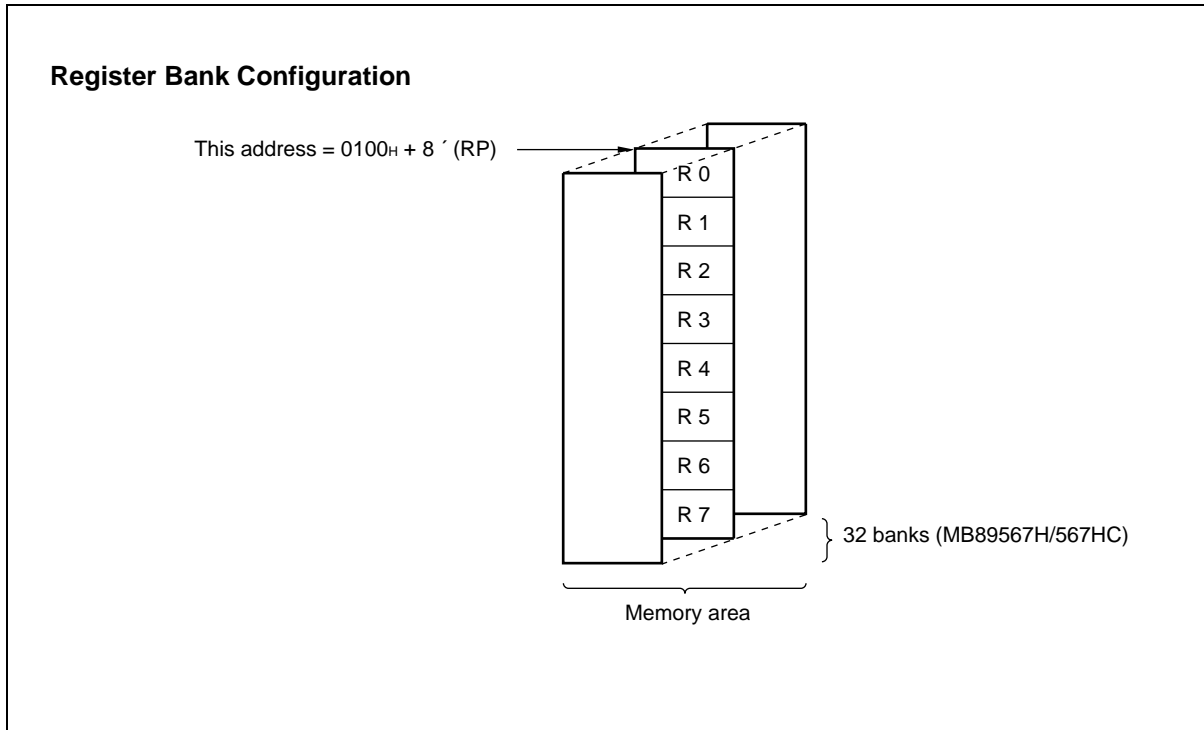 Register Bank Configuration
This address = 0100H + 8 ´ (RP)
R 0
R 1
R 2
R 3
R 4
R 5
R 6
R 7
32 banks (MB89567H/567HC)
Memory area